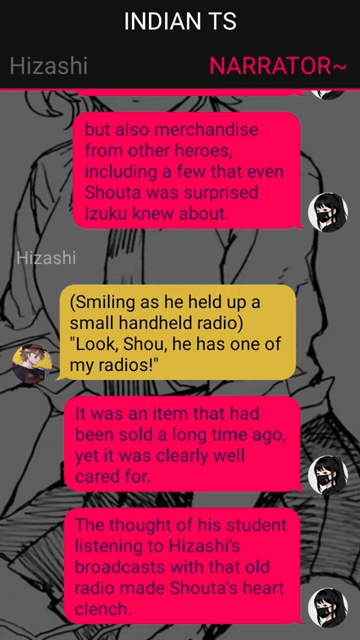 INDIAN TS
Hizashi
NARRATOR~
but also merchandise
from other heroes,
including a few that even
Shouta was surprised
Izuku knew about.
Hizashi
(Smiling as he held up a
small handheld radio)
"Look, Shou, he has one of
my radios!"
It was an item that had
been sold a long time ago,
yet it was clearly well
cared for.
The thought of his student
listening to Hizashi's
broadcasts with that old
radio made Shouta's heart
clench.